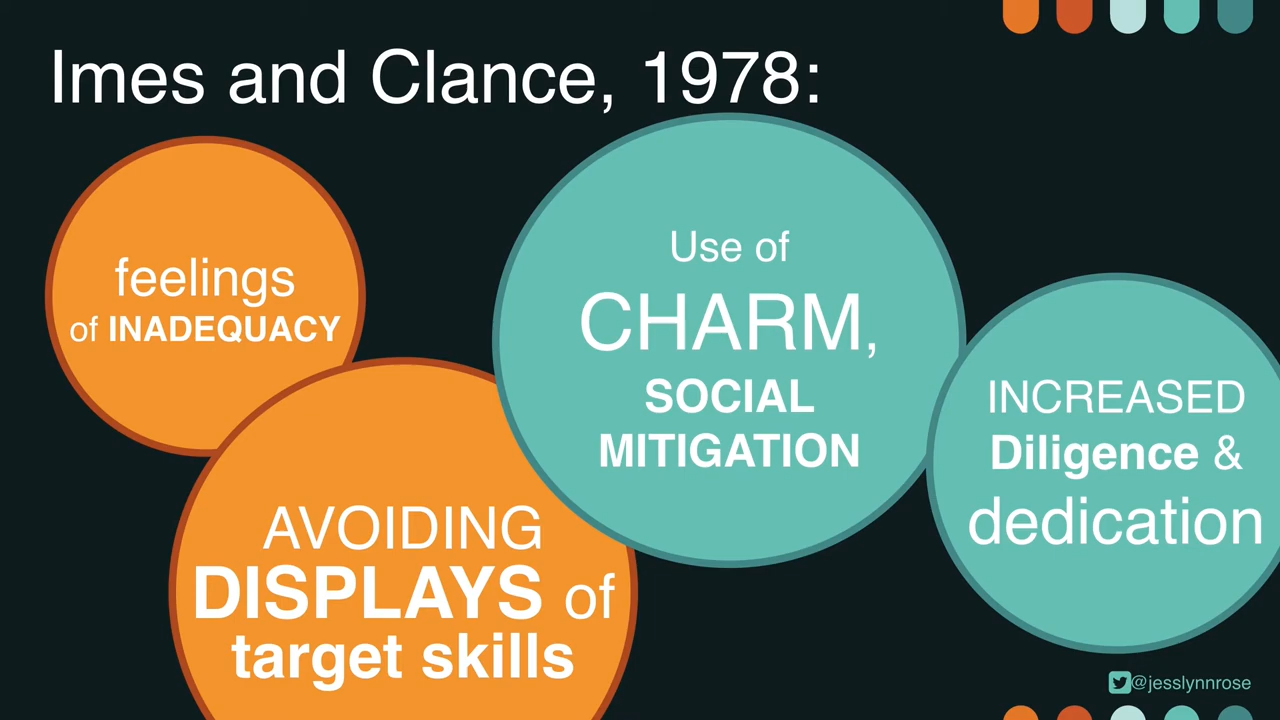 Imes and Clance, 1978:
feelings
of INADEQUACY
AVOIDING
DISPLAYS of
target skills
Use of
CHARM,
SOCIAL
MITIGATION
INCREASED
Diligence &
dedication
@jesslynnrose